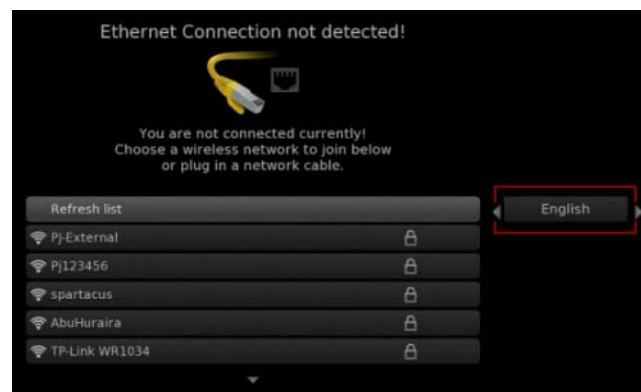 Ethernet Connection not detected!
You are not connected currently!
Choose a wireless network to join below
or plug in a network cable.
Refresh list
English
PJ-External
Pj123456
spartacus
AbuHuraira
TP-Link WR1034